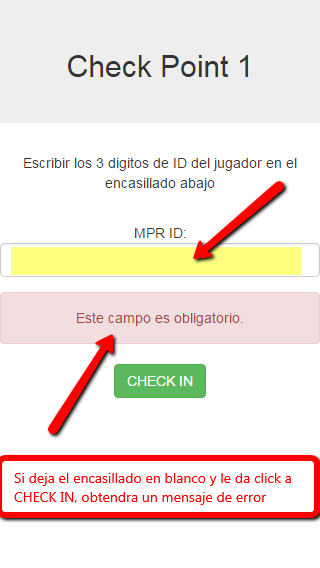 Check Point 1
Escribir los 3 digitos de ID del jugador en el
encasillado abajo
MPR ID:
Este campo es obligatorio.
CHECK IN
Si deja el encasillado en blanco y le da click a
CHECK IN, obtendra un mensaje de error